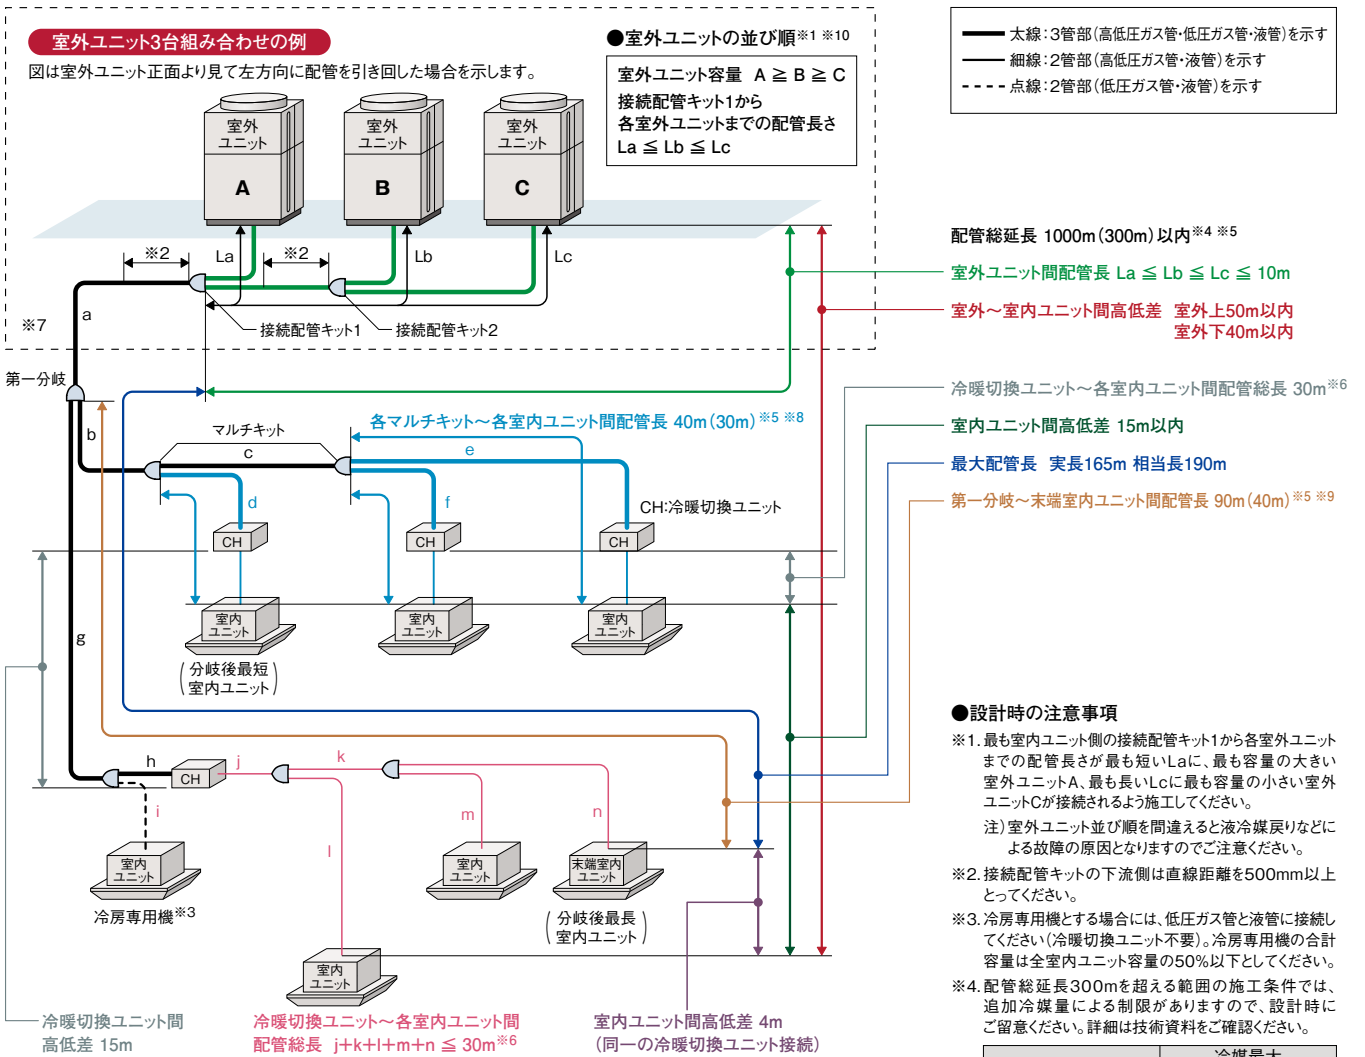 室外ユニット3台組み合わせの例
図は室外ユニット正面より見て左方向に配管を引き回した場合を示します。
●室外ユニットの並び順※1 ※10
室外ユニット容量 A ≧ B ≧ C
接続配管キット1から
各室外ユニットまでの配管長さ
La ≦ Lb ≦ Lc
太線：3管部（高低圧ガス管・低圧ガス管・液管）を示す
細線：2管部（高低圧ガス管・液管）を示す
点線：2管部（低圧ガス管・液管）を示す
室外
ユニット
A
室外
ユニット
B
室外
ユニット
C
※2
La
※2
Lb
Lc
a
※7
接続配管キット1
接続配管キット2
配管総延長 1000m（300m）以内※4 ※5
室外ユニット間配管長 La ≦ Lb ≦ Lc ≦ 10m
室外～室内ユニット間高低差 室外上50m以内
室外下40m以内
冷暖切換ユニット～各室内ユニット間配管総長 30m※6
室内ユニット間高低差 15m以内
最大配管長 実長165m 相当長190m
第一分岐～末端室内ユニット間配管長 90m（40m）※5 ※9
第一分岐
b
マルチキット
c
各マルチキット～各室内ユニット間配管長 40m（30m）※5 ※8
e
d
f
CH：冷暖切換ユニット
CH
CH
CH
室内
ユニット
室内
ユニット
室内
ユニット
（分岐後最短
室内ユニット）
g
h
CH
j
k
i
l
m
n
室内
ユニット
冷房専用機※3
室内
ユニット
末端室内
ユニット
（分岐後最長
室内ユニット）
室内
ユニット
冷暖切換ユニット間
高低差 15m
冷暖切換ユニット～各室内ユニット間
配管総長 j+k+l+m+n ≦ 30m※6
室内ユニット間高低差 4m
（同一の冷暖切換ユニット接続）
●設計時の注意事項
※1. 最も室内ユニット側の接続配管キット1から各室外ユニット
までの配管長さが最も短いLaに、最も容量の大きい
室外ユニットA、最も長いLcに最も容量の小さい室外
ユニットCが接続されるよう施工してください。
注）室外ユニット並び順を間違えると液冷媒戻りなどに
よる故障の原因となりますのでご注意ください。
※2. 接続配管キットの下流側は直線距離を500mm以上
とってください。
※3. 冷房専用機とする場合には、低圧ガス管と液管に接続し
てください（冷暖切換ユニット不要）。冷房専用機の合計
容量は全室内ユニット容量の50%以下としてください。
※4. 配管総延長300mを超える範囲の施工条件では、
追加冷媒量による制限がありますので、設計時に
ご留意ください。詳細は技術資料をご確認ください。
冷媒最大